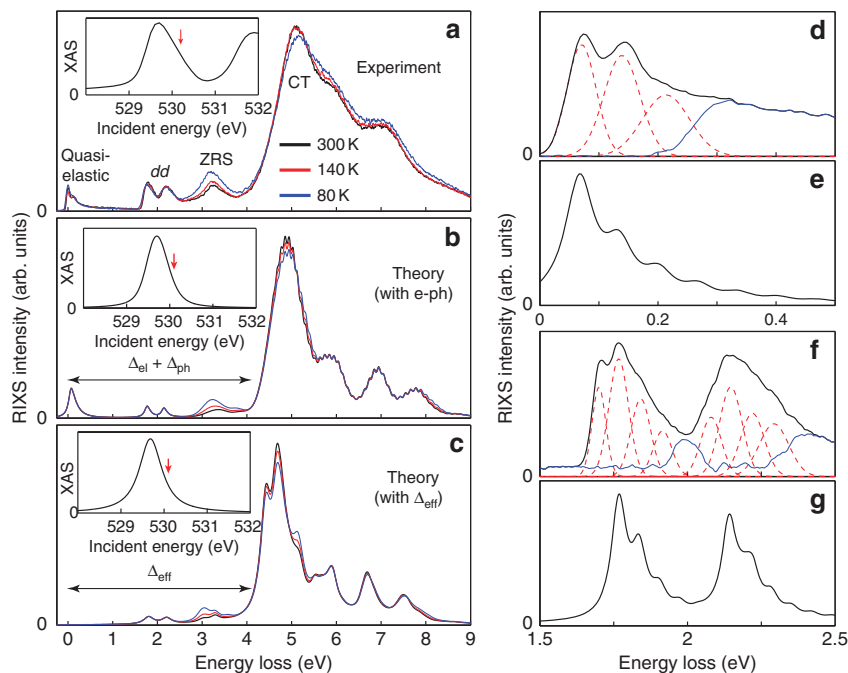 a
XAS
0
529 530 531 532
Incident energy (eV)
Experiment
CT
Quasi-
elastic
dd
ZRS
300 K
140 K
80 K
0
b
XAS
0
529 530 531 532
Incident energy (eV)
Theory
(with e-ph)
Δel + Δph
0
c
XAS
0
529 530 531 532
Incident energy (eV)
Theory
(with Δeff)
Δeff
0
0 1 2 3 4 5 6 7 8 9
Energy loss (eV)
RIXS intensity (arb. units)
d
0
e
0
0 0.2 0.4
f
0
g
0
1.5 2 2.5
Energy loss (eV)
RIXS intensity (arb. units)